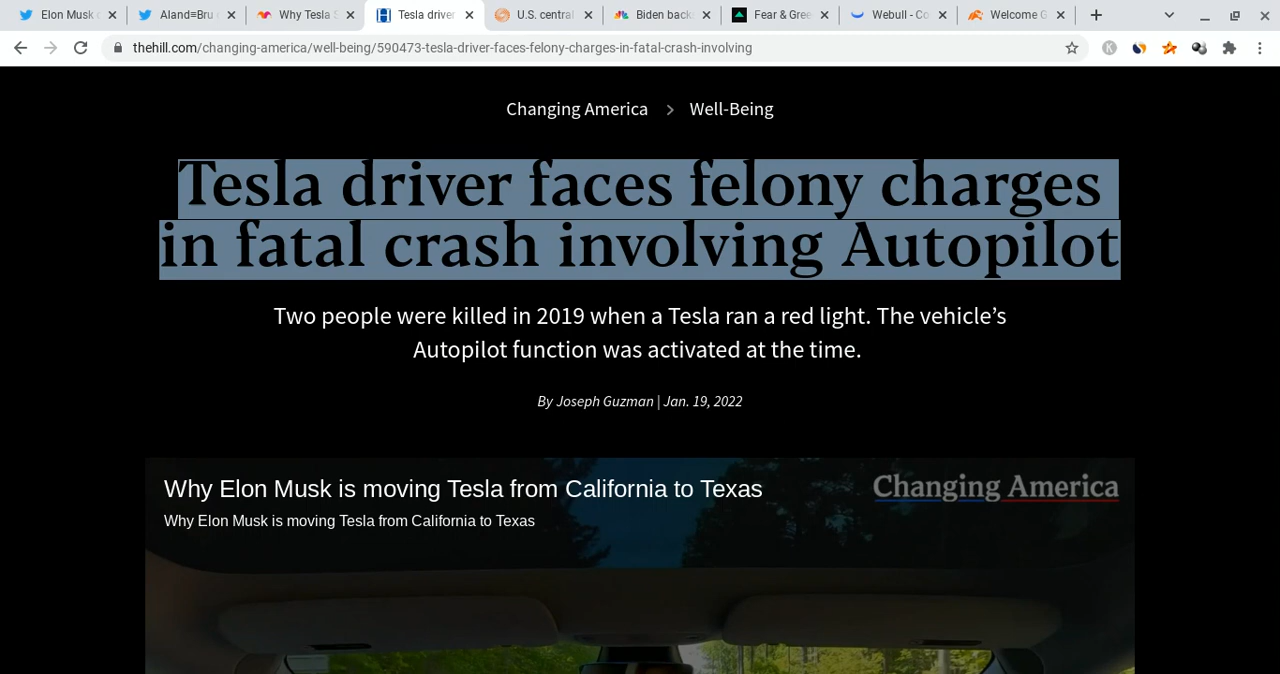 Elon Musk
Aland≡Bru
Why Tesla S
Tesla driver
U.S. central
Biden back
Fear & Gree
Webull - Co
Welcome G
thehill.com/changing-america/well-being/590473-tesla-driver-faces-felony-charges-in-fatal-crash-involving
K
Changing America > Well-Being
Tesla driver faces felony charges
in fatal crash involving Autopilot
Two people were killed in 2019 when a Tesla ran a red light. The vehicle’s
Autopilot function was activated at the time.
By Joseph Guzman | Jan. 19, 2022
Why Elon Musk is moving Tesla from California to Texas
Changing America
Why Elon Musk is moving Tesla from California to Texas